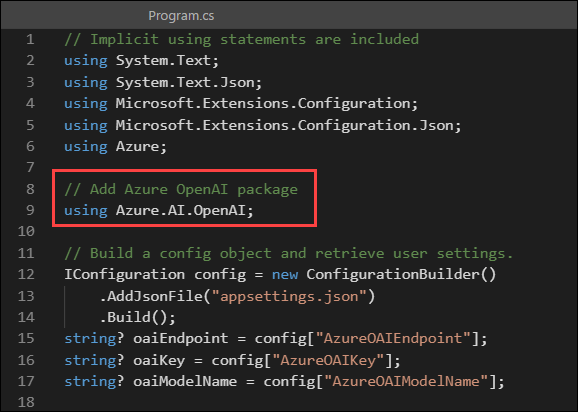 Program.cs
1 // Implicit using statements are included
2 using System.Text;
3 using System.Text.Json;
4 using Microsoft.Extensions.Configuration;
5 using Microsoft.Extensions.Configuration.Json;
6 using Azure;
7
8 // Add Azure OpenAI package
9 using Azure.AI.OpenAI;
10
11 // Build a config object and retrieve user settings.
12 IConfiguration config = new ConfigurationBuilder()
13     .AddJsonFile("appsettings.json")
14     .Build();
15 string? oaiEndpoint = config["AzureOAIEndpoint"];
16 string? oaiKey = config["AzureOAIKey"];
17 string? oaiModelName = config["AzureOAIModelName"];
18